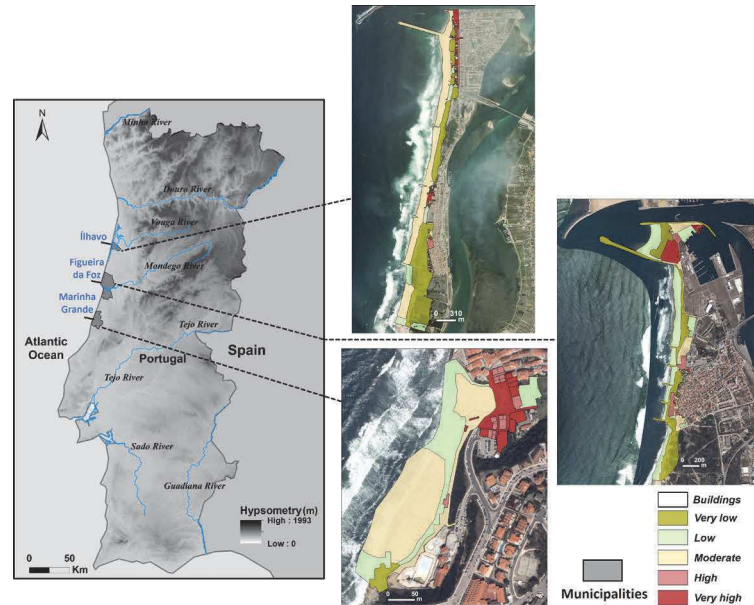 N
Minho River
Douro River
Vouga River
Ílhavo
Figueira
da Foz
Mondego River
Marinha
Grande
Tejo River
Atlantic
Ocean
Portugal
Spain
Tejo River
Sado River
Guadiana River
Hypsometry(m)
High : 1993
Low : 0
0 50
Km
0 310
m
0 50
m
0 200
m
Municipalities
Buildings
Very low
Low
Moderate
High
Very high